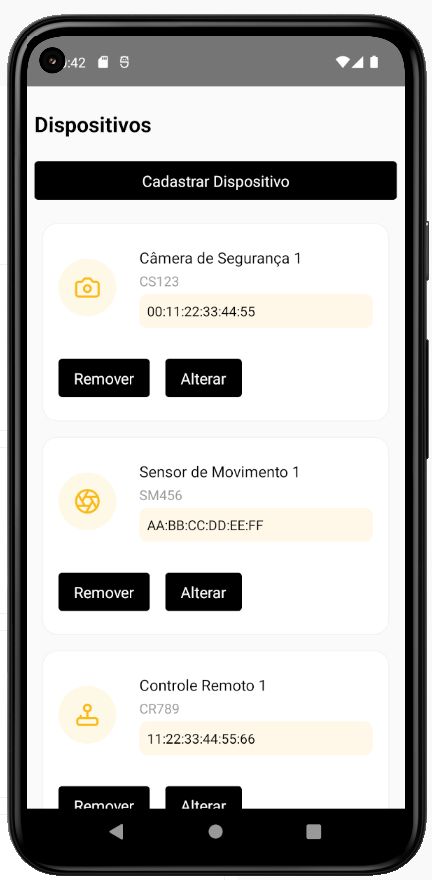 :42
Dispositivos
Cadastrar Dispositivo
Câmera de Segurança 1
CS123
00:11:22:33:44:55
Remover Alterar
Sensor de Movimento 1
SM456
AA:BB:CC:DD:EE:FF
Remover Alterar
Controle Remoto 1
CR789
11:22:33:44:55:66
Remover Alterar